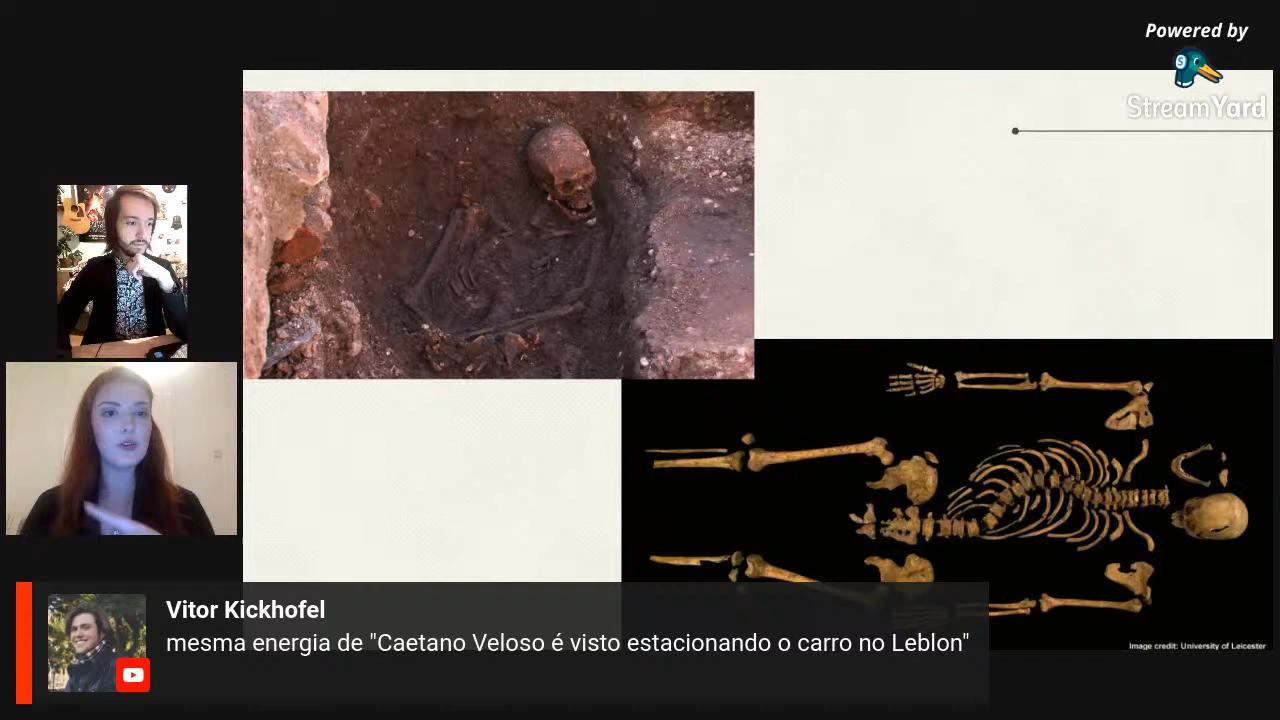 Powered by
StreamYard
Image credit: University of Leicester
Vitor Kickhofel
mesma energia de "Caetano Veloso é visto estacionando o carro no Leblon"